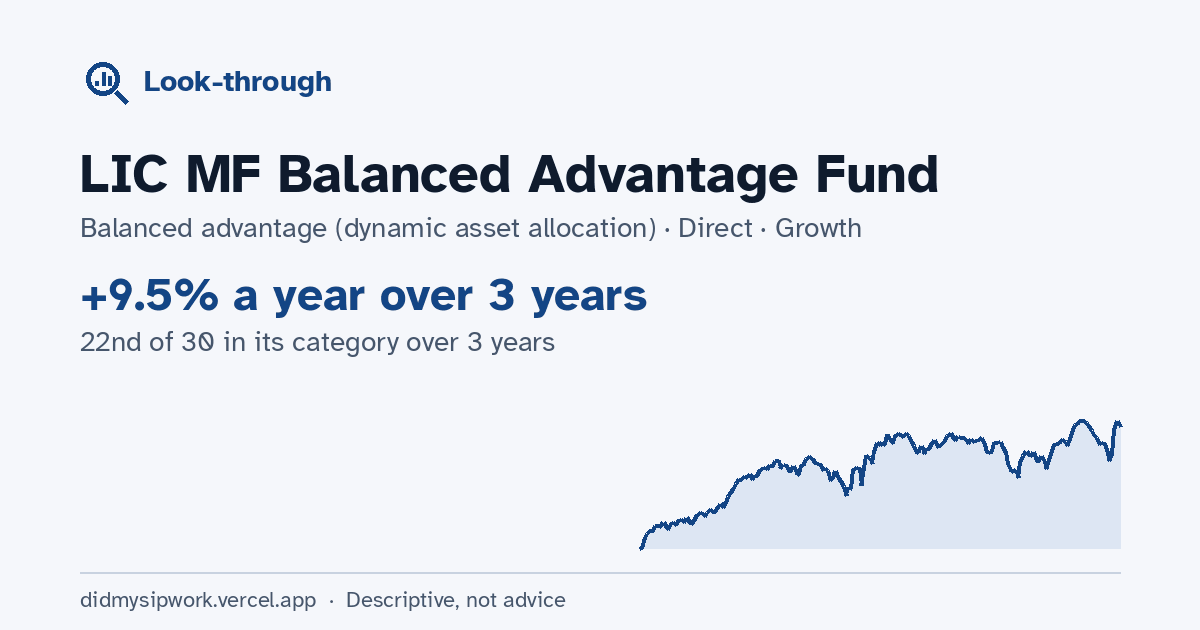 Look-through
LIC MF Balanced Advantage Fund
Balanced advantage (dynamic asset allocation) · Direct · Growth
+9.5% a year over 3 years
22nd of 30 in its category over 3 years
didmysipwork.vercel.app · Descriptive, not advice